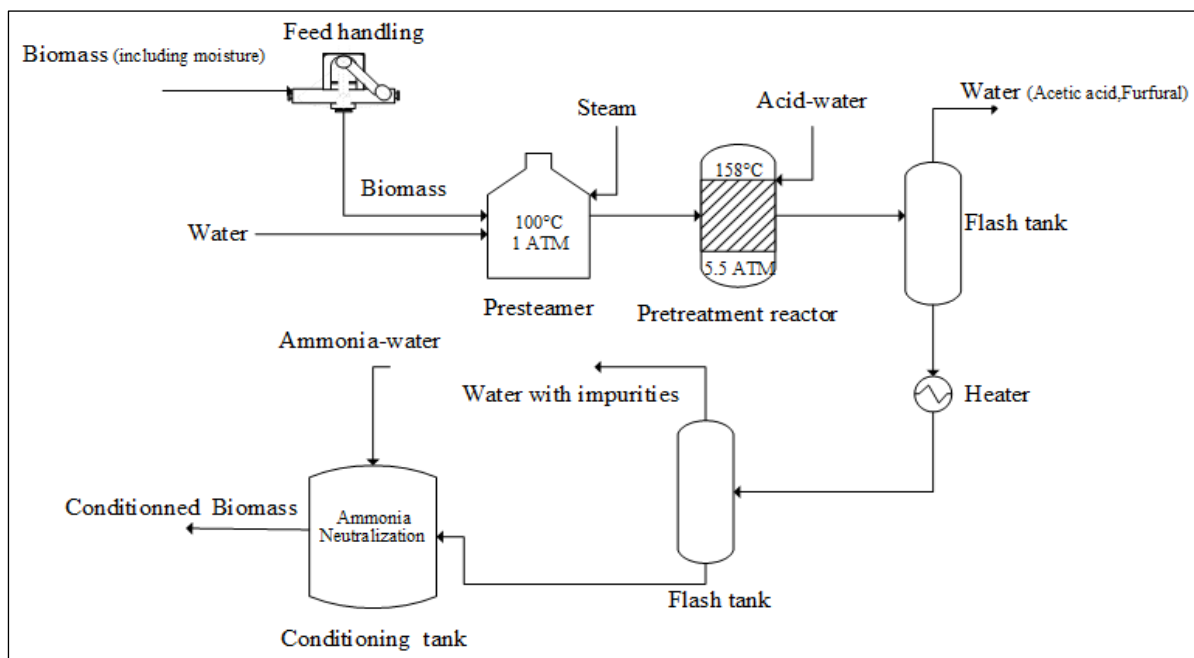 Feed handling
Biomass (including moisture)
Steam
Acid-water
Water (Acetic acid,Furfural)
Biomass
Water
100°C
1 ATM
158°C
5.5 ATM
Flash tank
Presteamer
Pretreatment reactor
Ammonia-water
Water with impurities
Heater
Conditionned Biomass
Ammonia
Neutralization
Flash tank
Conditioning tank